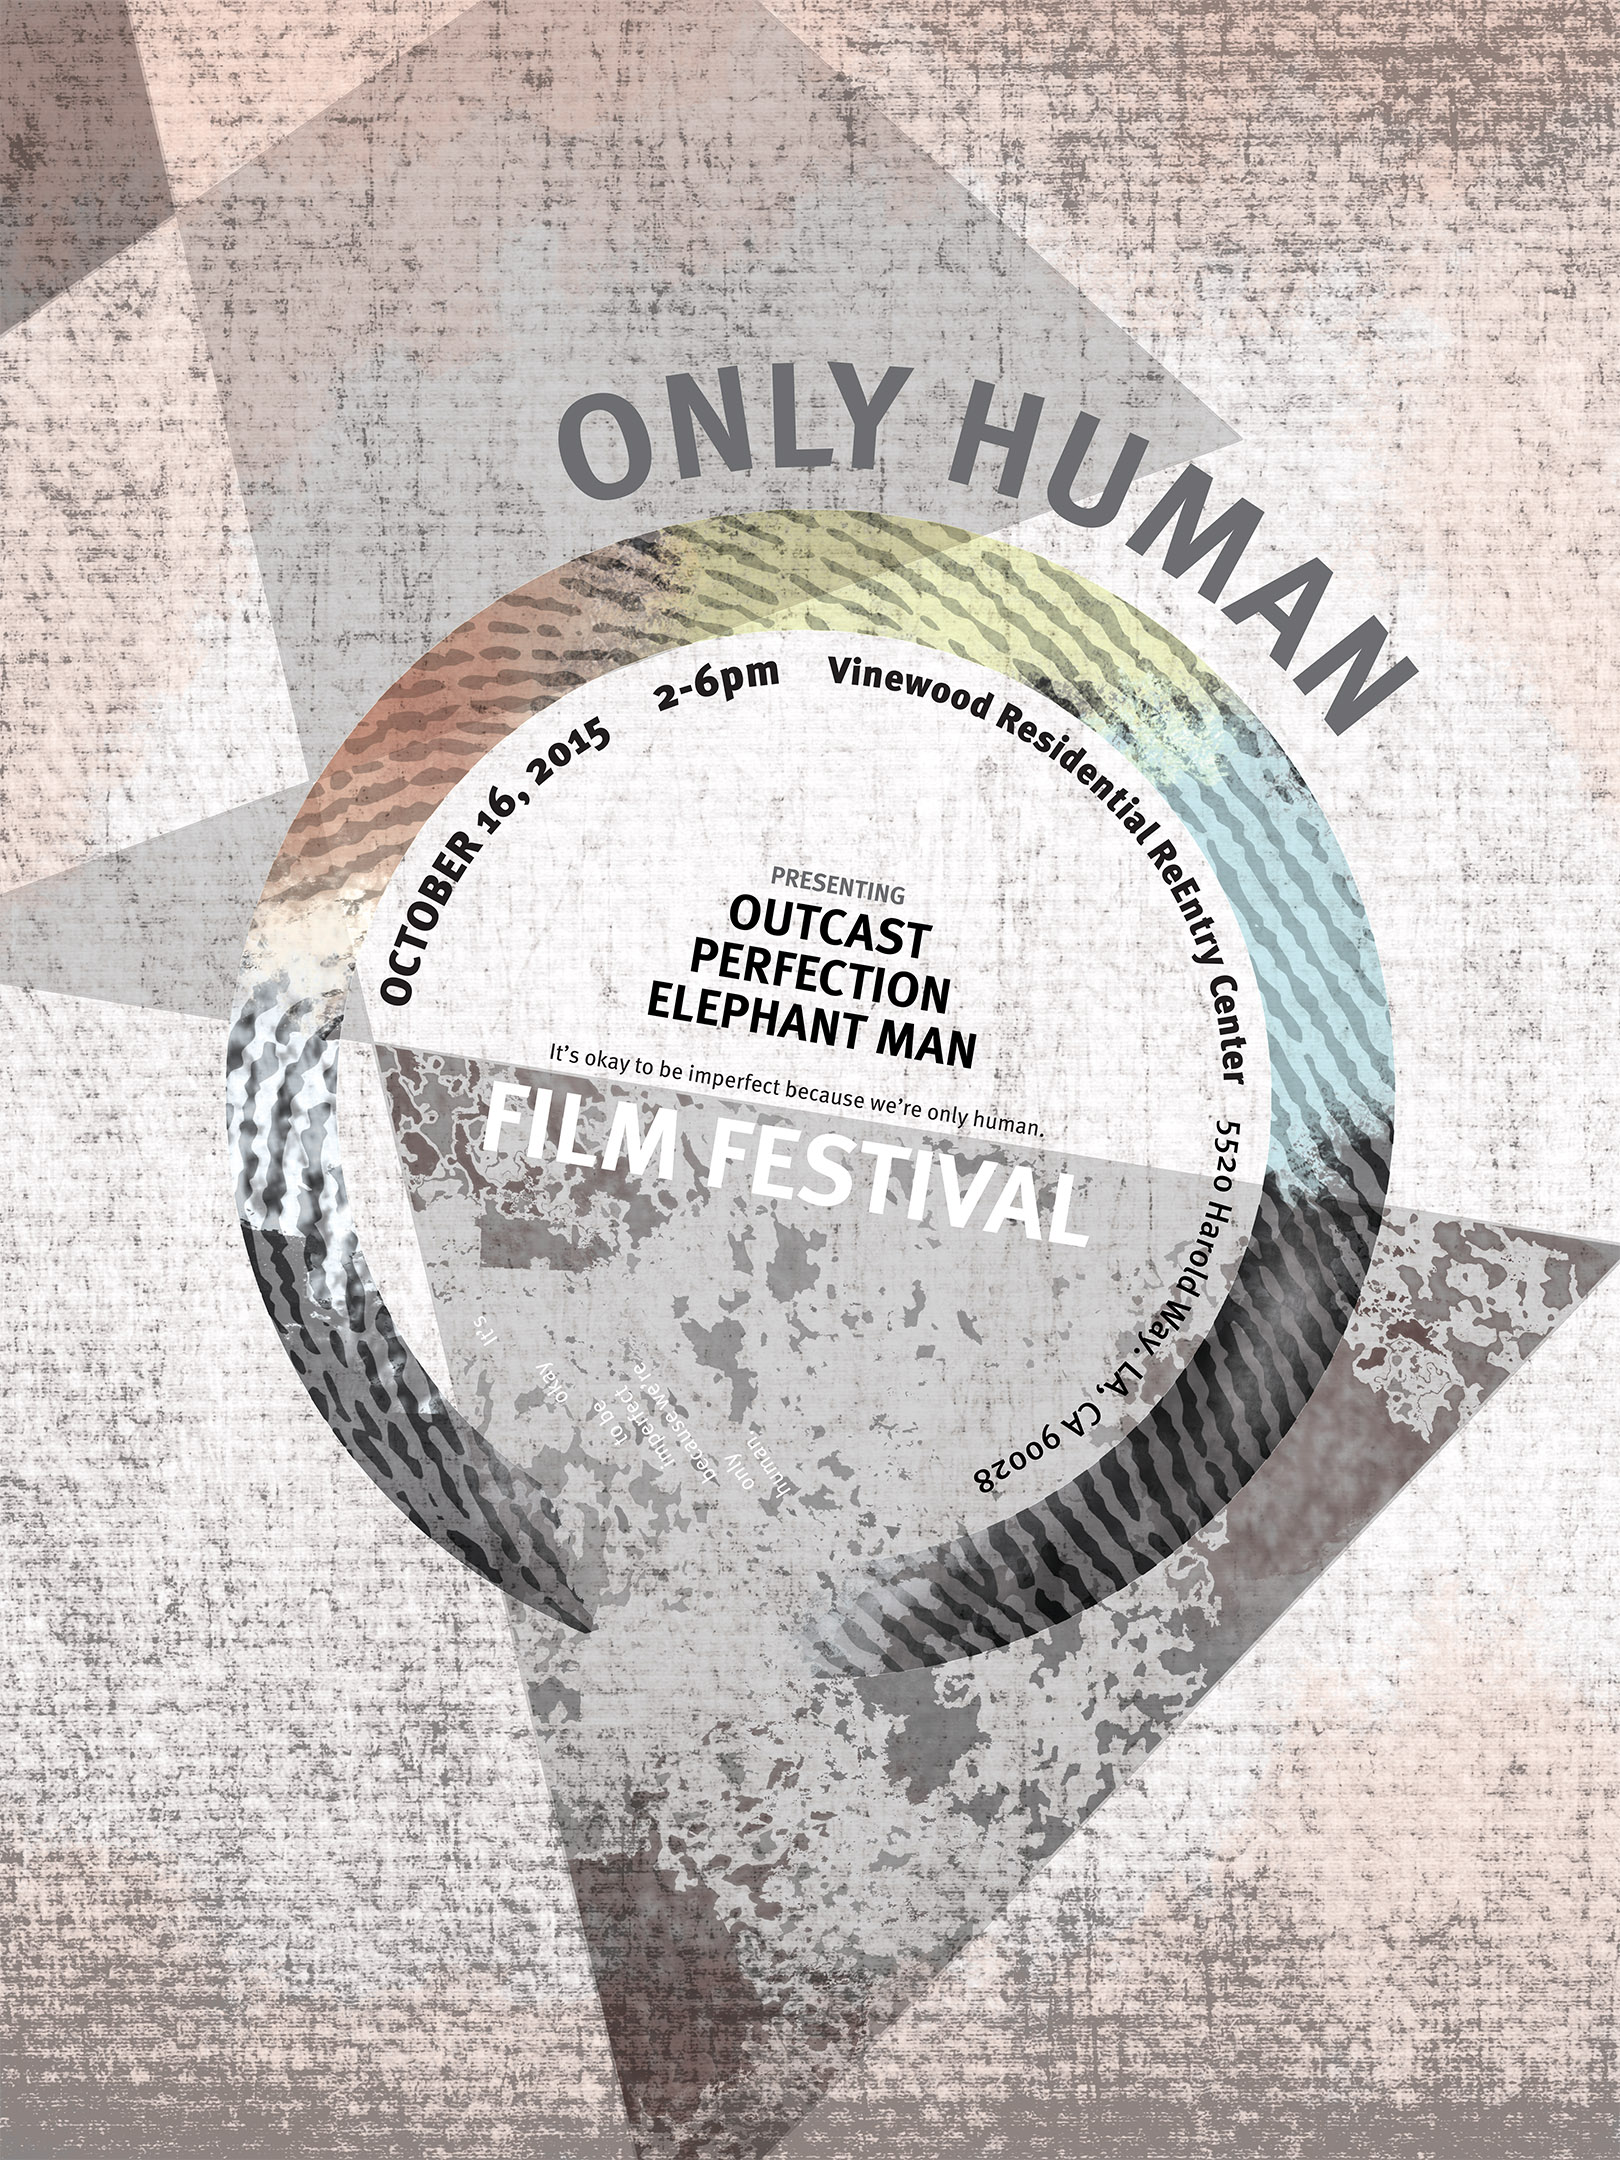 ONLY HUMAN
OCTOBER 16, 2015 2-6pm Vinewood Residential ReEntry Center 5520 Harold Way. LA, CA 90028
PRESENTING
OUTCAST
PERFECTION
ELEPHANT MAN
It's okay to be imperfect because we're only human.
FILM FESTIVAL
It's
okay
to be
imperfect
because we're
only
human.